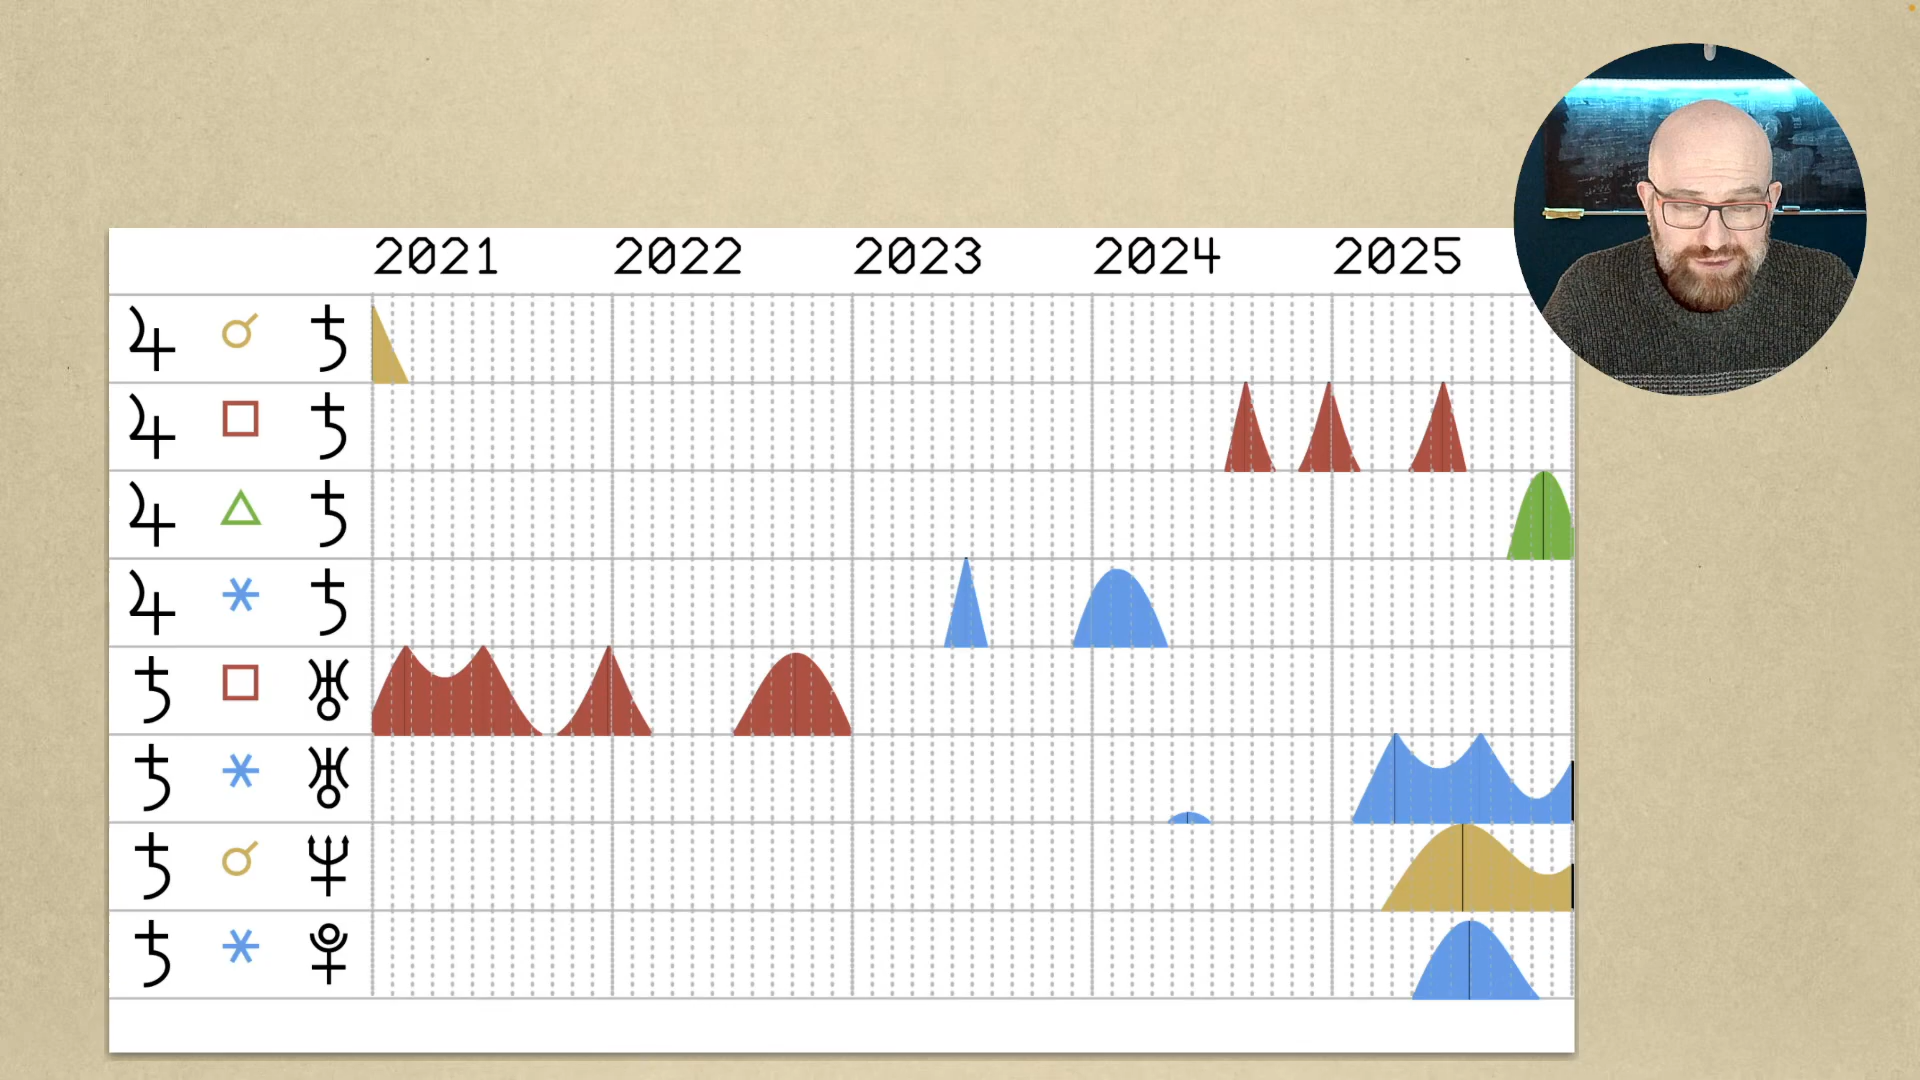 2021 2022 2023 2024 2025
♃ ☌ ♄
♃ □ ♄
♃ △ ♄
♃ ⚹ ♄
♄ □ ♅
♄ ⚹ ♅
♄ ☌ ♆
♄ ⚹ ⯓